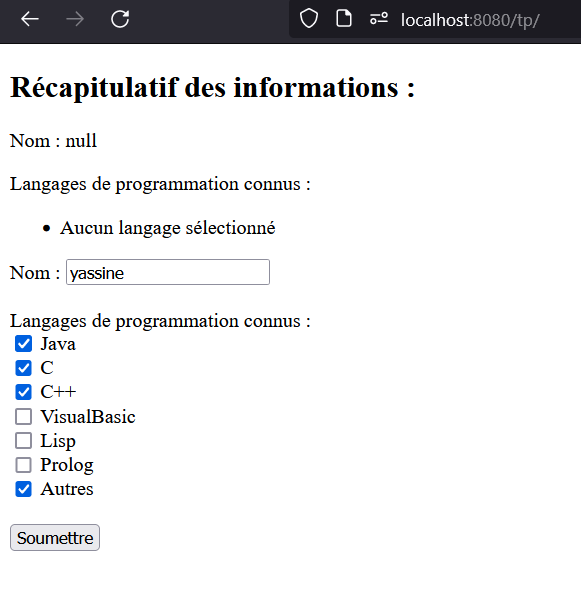 localhost:8080/tp/
Récapitulatif des informations :
Nom : null
Langages de programmation connus :
Aucun langage sélectionné
Nom : yassine
Langages de programmation connus :
Java
C
C++
VisualBasic
Lisp
Prolog
Autres
Soumettre